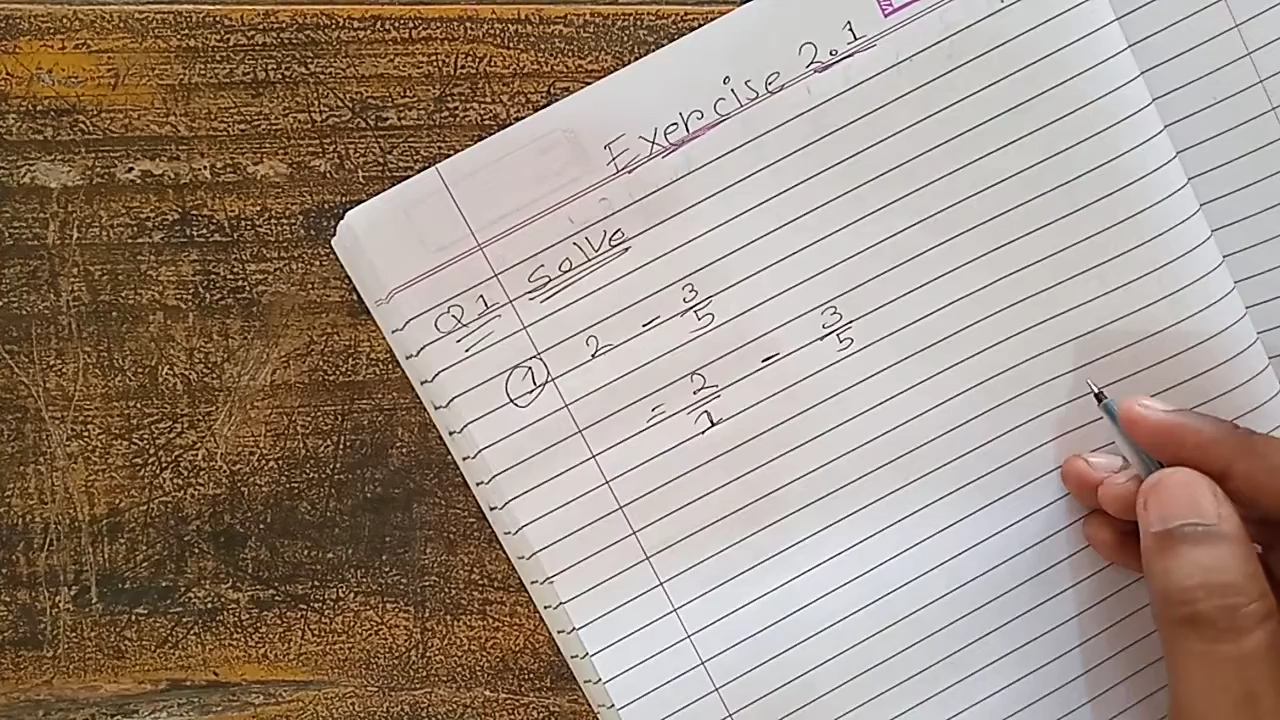 Exercise 2.1
Q1 Solve
① 2 - 3/5
= 2/1 - 3/5